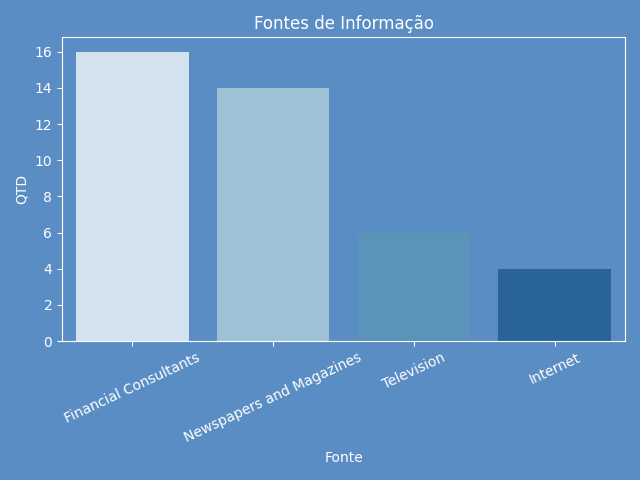 Fontes de Informação
QTD
16
14
12
10
8
6
4
2
0
Financial Consultants
Newspapers and Magazines
Television
Internet
Fonte